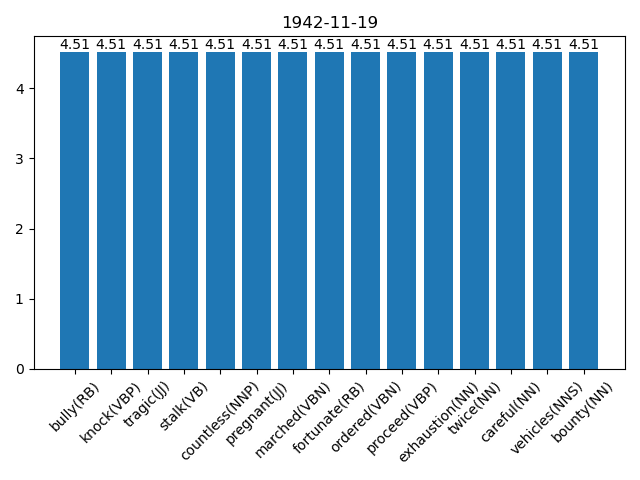 1942-11-19
4.51 4.51 4.51 4.51 4.51 4.51 4.51 4.51 4.51 4.51 4.51 4.51 4.51 4.51 4.51
4
3
2
1
0
bully(RB)
knock(VBP)
tragic(JJ)
stalk(VB)
countless(NNP)
pregnant(JJ)
marched(VBN)
fortunate(RB)
ordered(VBN)
proceed(VBP)
exhaustion(NN)
twice(NN)
careful(NN)
vehicles(NNS)
bounty(NN)